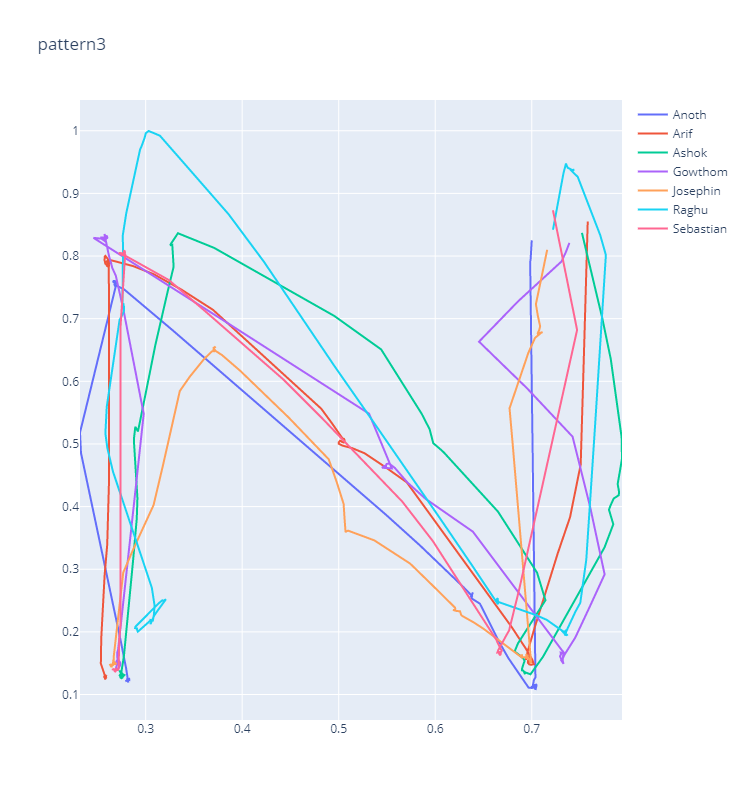 pattern3
Anoth
Arif
Ashok
Gowthom
Josephin
Raghu
Sebastian
1
0.9
0.8
0.7
0.6
0.5
0.4
0.3
0.2
0.1
0.3 0.4 0.5 0.6 0.7